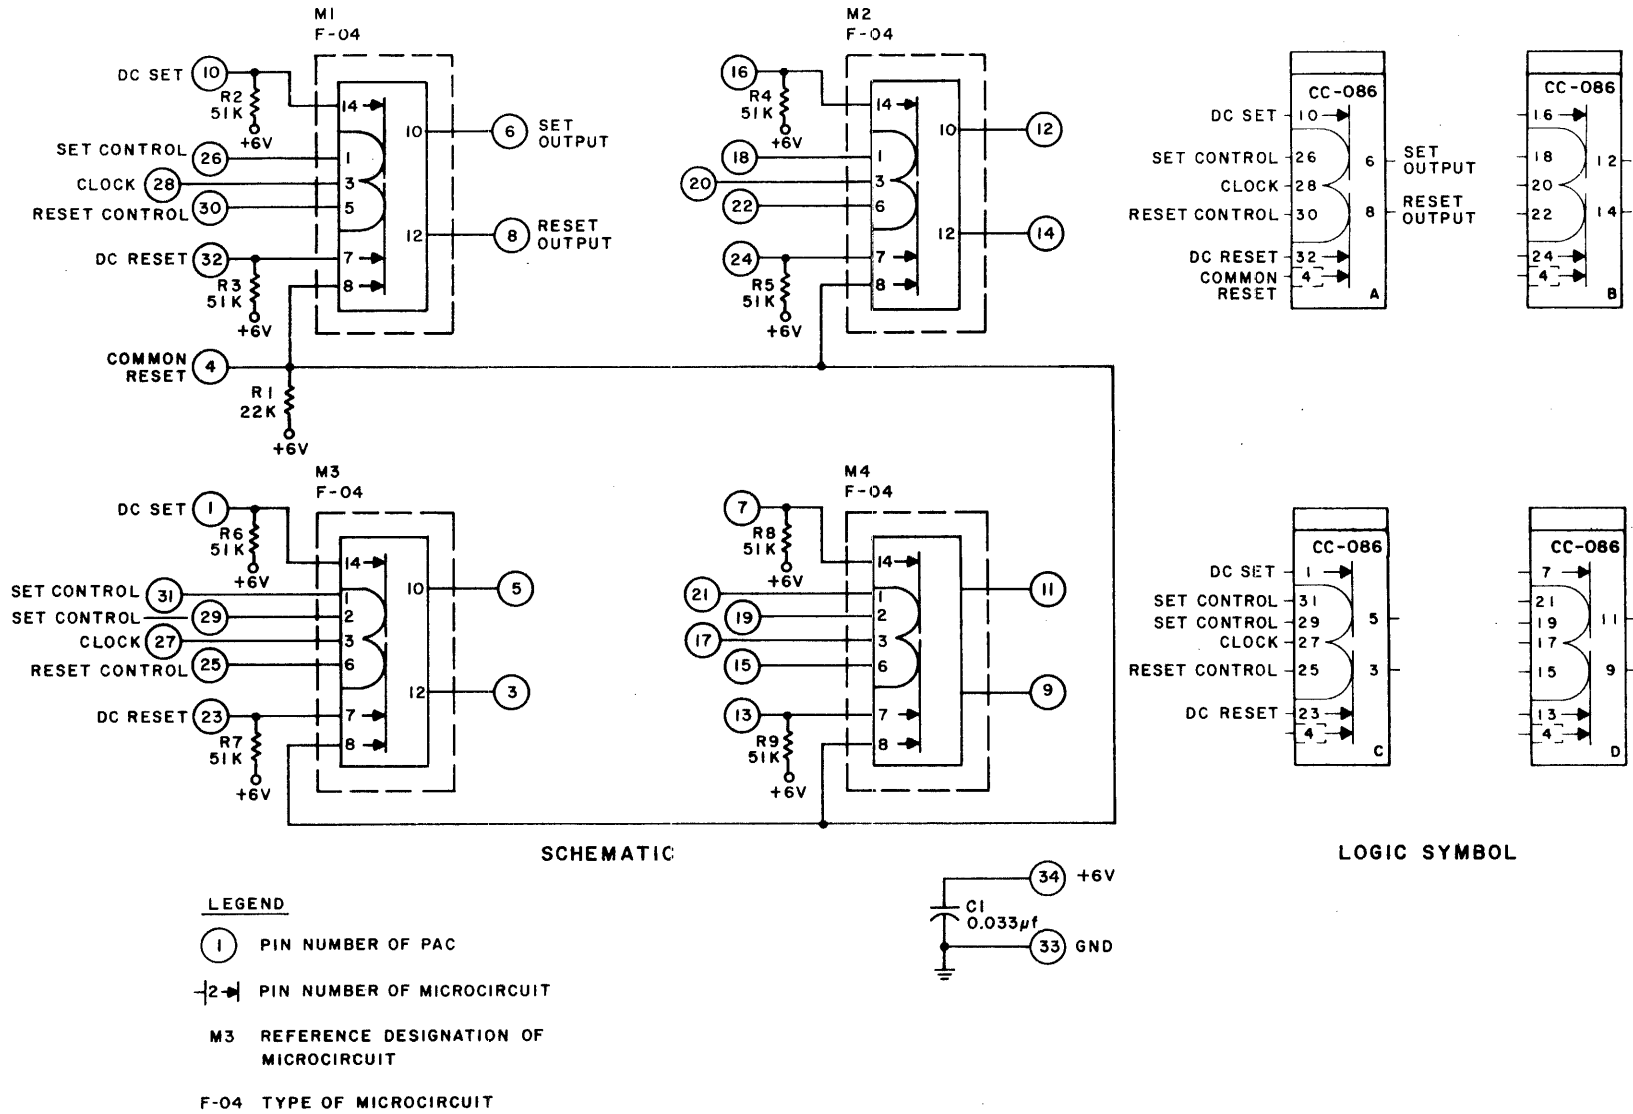 M1
F-04
DC SET 10
R2
51K
+6V
14
10
6 SET
OUTPUT
SET CONTROL 26
1
CLOCK 28
3
RESET CONTROL 30
5
12
8 RESET
OUTPUT
DC RESET 32
7
R3
51K
+6V
8
COMMON
RESET 4
R1
22K
+6V
M2
F-04
16
R4
51K
+6V
14
10
12
18
1
20
3
22
6
12
14
24
7
R5
51K
+6V
8
M3
F-04
DC SET 1
R6
51K
+6V
14
10
5
SET CONTROL 31
1
SET CONTROL 29
2
CLOCK 27
3
RESET CONTROL 25
6
12
3
DC RESET 23
7
R7
51K
+6V
8
M4
F-04
7
R8
51K
+6V
14
11
21
1
19
2
17
3
15
6
9
13
7
R9
51K
+6V
8
SCHEMATIC
CC-086
DC SET 10
SET CONTROL 26
6 SET
OUTPUT
CLOCK 28
RESET CONTROL 30
8 RESET
OUTPUT
DC RESET 32
COMMON
RESET
4
A
CC-086
16
18
12
20
22
14
24
4
B
CC-086
DC SET 1
SET CONTROL 31
SET CONTROL 29
5
CLOCK 27
RESET CONTROL 25
3
DC RESET 23
4
C
CC-086
7
21
19
11
17
15
9
13
4
D
LOGIC SYMBOL
34 +6V
C1
0.033µf
33 GND
LEGEND
1 PIN NUMBER OF PAC
2 PIN NUMBER OF MICROCIRCUIT
M3 REFERENCE DESIGNATION OF
MICROCIRCUIT
F-04 TYPE OF MICROCIRCUIT